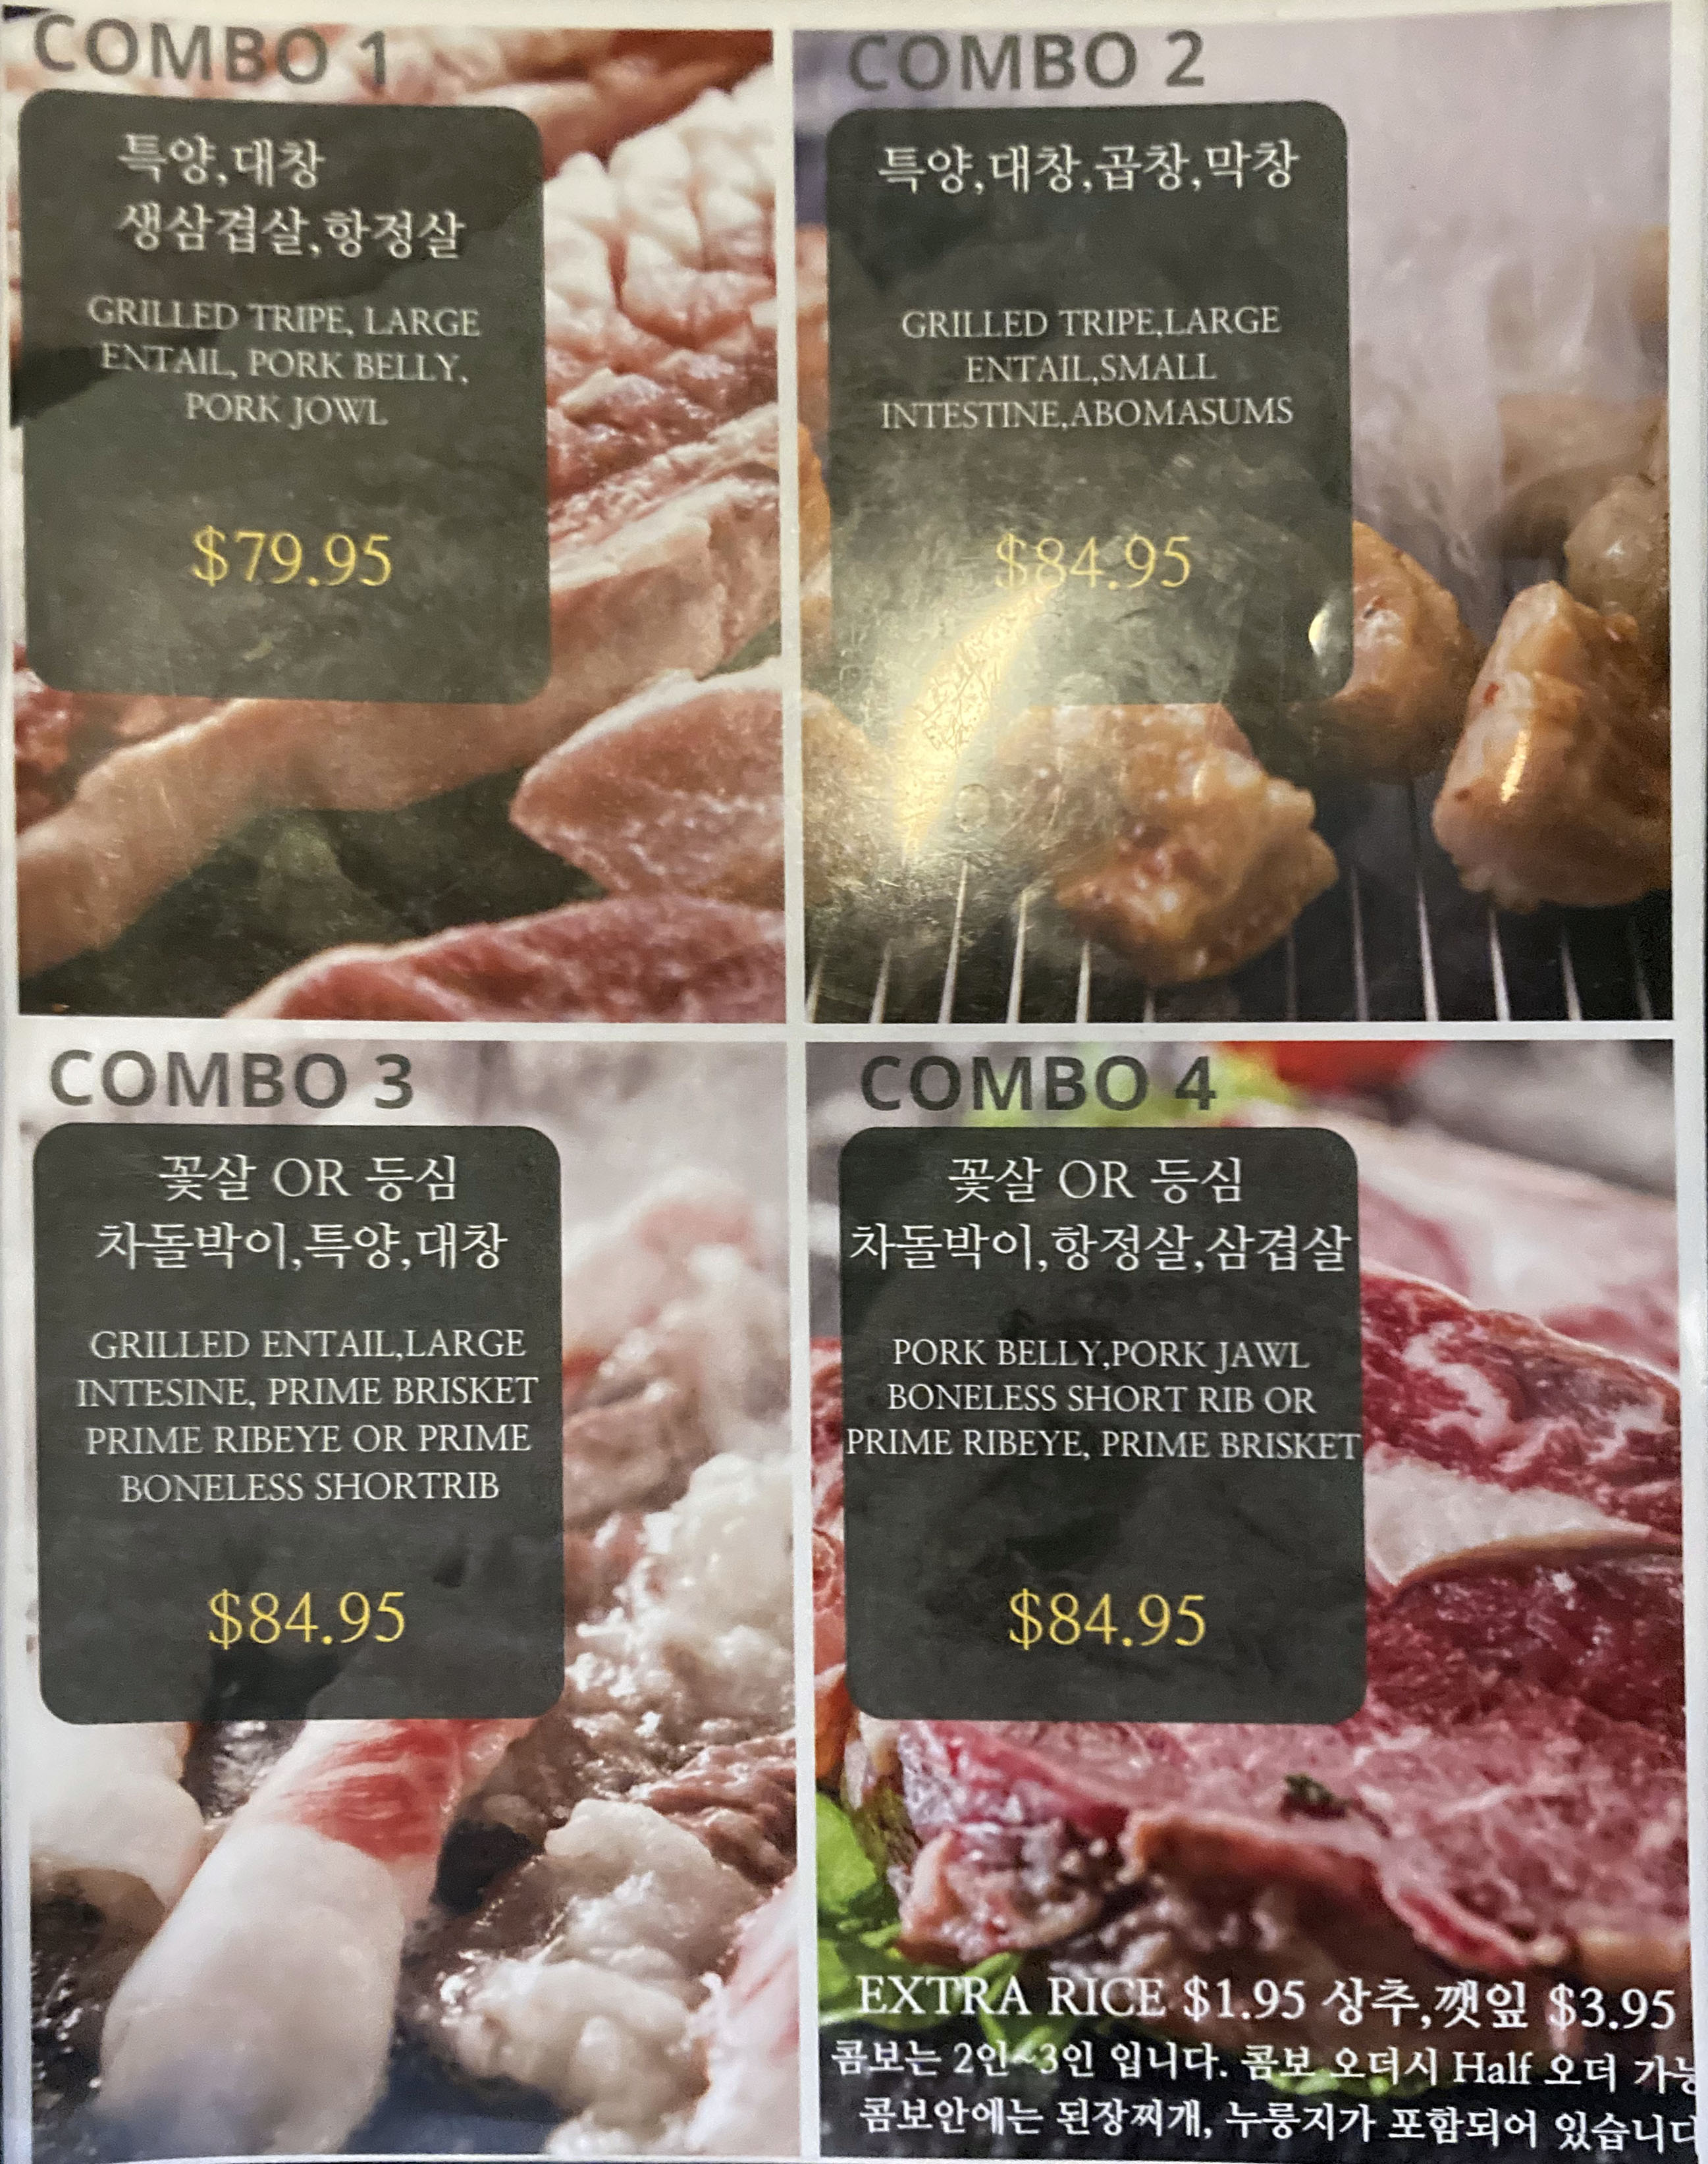 COMBO 1
특양,대창
생삼겹살,항정살
GRILLED TRIPE, LARGE
ENTAIL, PORK BELLY,
PORK JOWL
$79.95
COMBO 2
특양,대창,곱창,막창
GRILLED TRIPE,LARGE
ENTAIL,SMALL
INTESTINE,ABOMASUMS
$84.95
COMBO 3
꽃살 OR 등심
차돌박이,특양,대창
GRILLED ENTAIL,LARGE
INTESINE, PRIME BRISKET
PRIME RIBEYE OR PRIME
BONELESS SHORTRIB
$84.95
COMBO 4
꽃살 OR 등심
차돌박이,항정살,삼겹살
PORK BELLY,PORK JAWL
BONELESS SHORT RIB OR
PRIME RIBEYE, PRIME BRISKET
$84.95
EXTRA RICE $1.95 상추,깻잎 $3.95
콤보는 2인~3인 입니다. 콤보 오더시 Half 오더 가능
콤보안에는 된장찌개, 누룽지가 포함되어 있습니다